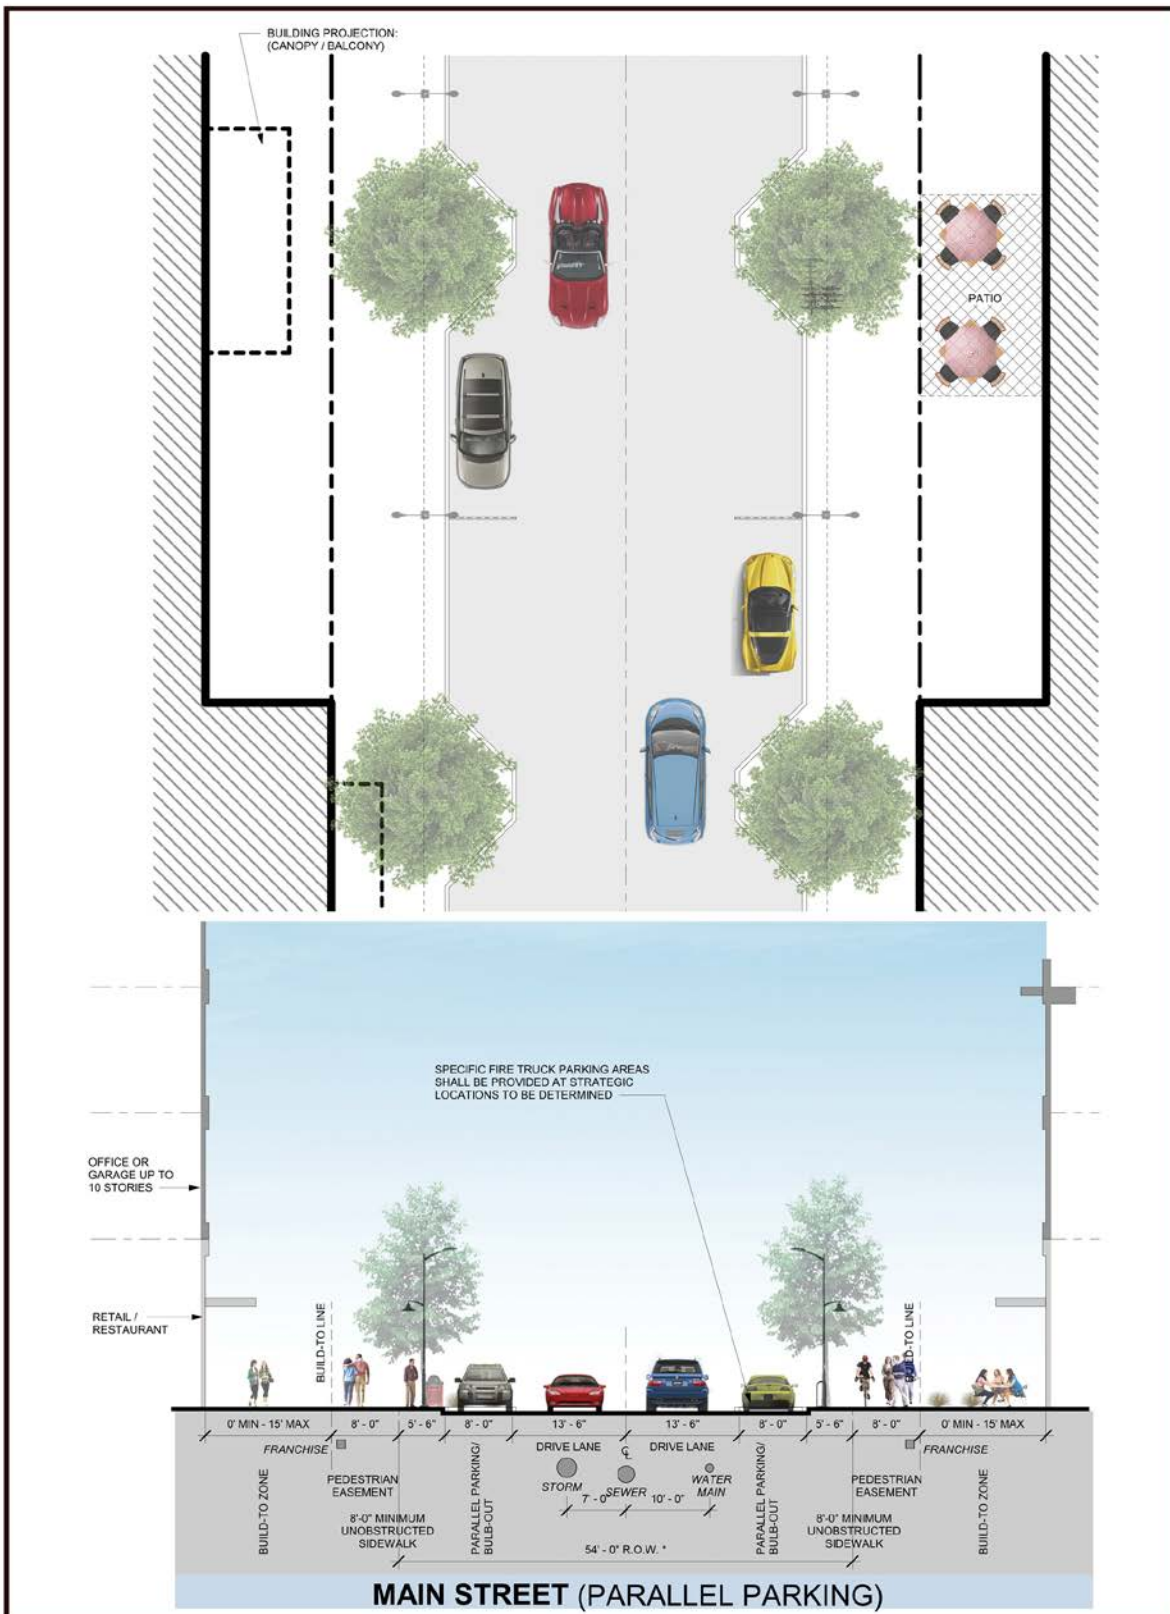 BUILDING PROJECTION:
(CANOPY / BALCONY)
PATIO
SPECIFIC FIRE TRUCK PARKING AREAS
SHALL BE PROVIDED AT STRATEGIC
LOCATIONS TO BE DETERMINED
OFFICE OR
GARAGE UP TO
10 STORIES
RETAIL /
RESTAURANT
BUILD-TO LINE
BUILD-TO LINE
0' MIN - 15' MAX
8' - 0"
5' - 6"
8' - 0"
13' - 6"
13' - 6"
8' - 0"
5' - 6"
8' - 0"
0' MIN - 15' MAX
FRANCHISE
DRIVE LANE
℄
DRIVE LANE
FRANCHISE
BUILD-TO ZONE
PEDESTRIAN
EASEMENT
PARALLEL PARKING/
BULB-OUT
STORM
SEWER
WATER
MAIN
7' - 0"
10' - 0"
PARALLEL PARKING/
BULB-OUT
PEDESTRIAN
EASEMENT
BUILD-TO ZONE
8'-0" MINIMUM
UNOBSTRUCTED
SIDEWALK
8'-0" MINIMUM
UNOBSTRUCTED
SIDEWALK
54' - 0" R.O.W. *
MAIN STREET (PARALLEL PARKING)